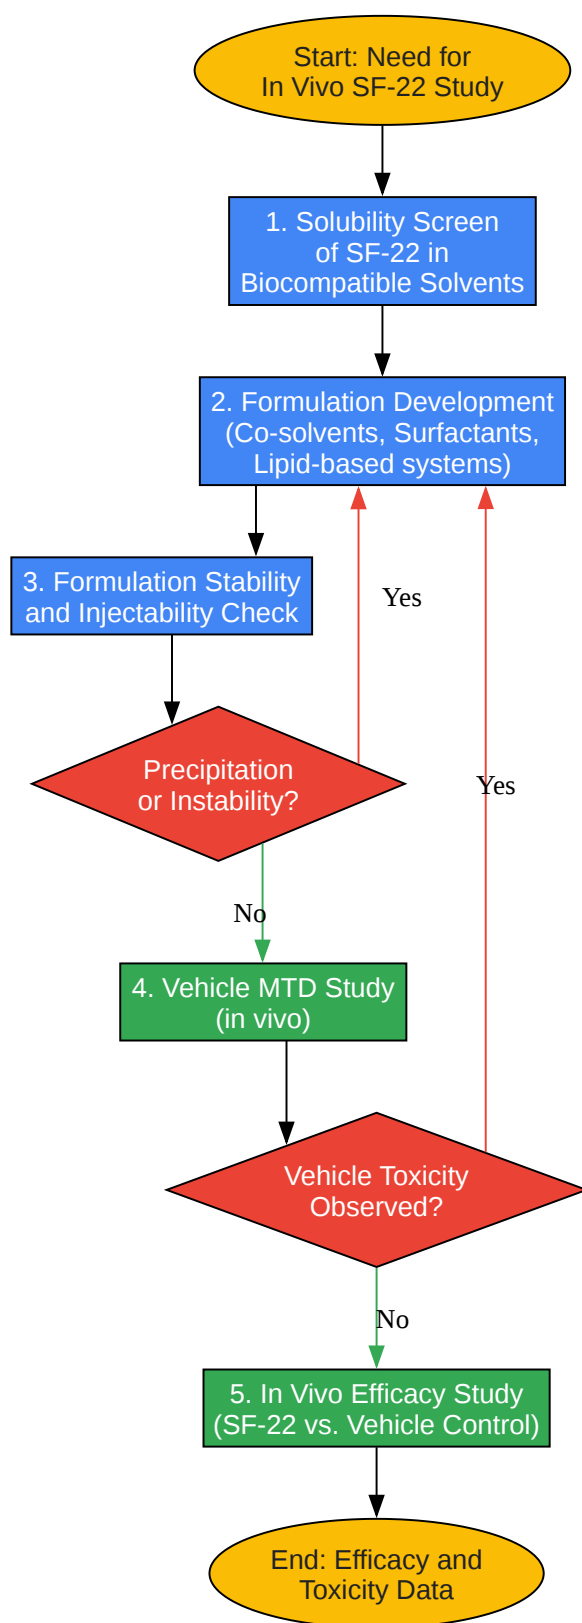 Start: Need for
In Vivo SF-22 Study
1. Solubility Screen
of SF-22 in
Biocompatible Solvents
2. Formulation Development
(Co-solvents, Surfactants,
Lipid-based systems)
3. Formulation Stability
and Injectability Check
Yes
Precipitation
or Instability?
Yes
No
4. Vehicle MTD Study
(in vivo)
Vehicle Toxicity
Observed?
No
5. In Vivo Efficacy Study
(SF-22 vs. Vehicle Control)
End: Efficacy and
Toxicity Data